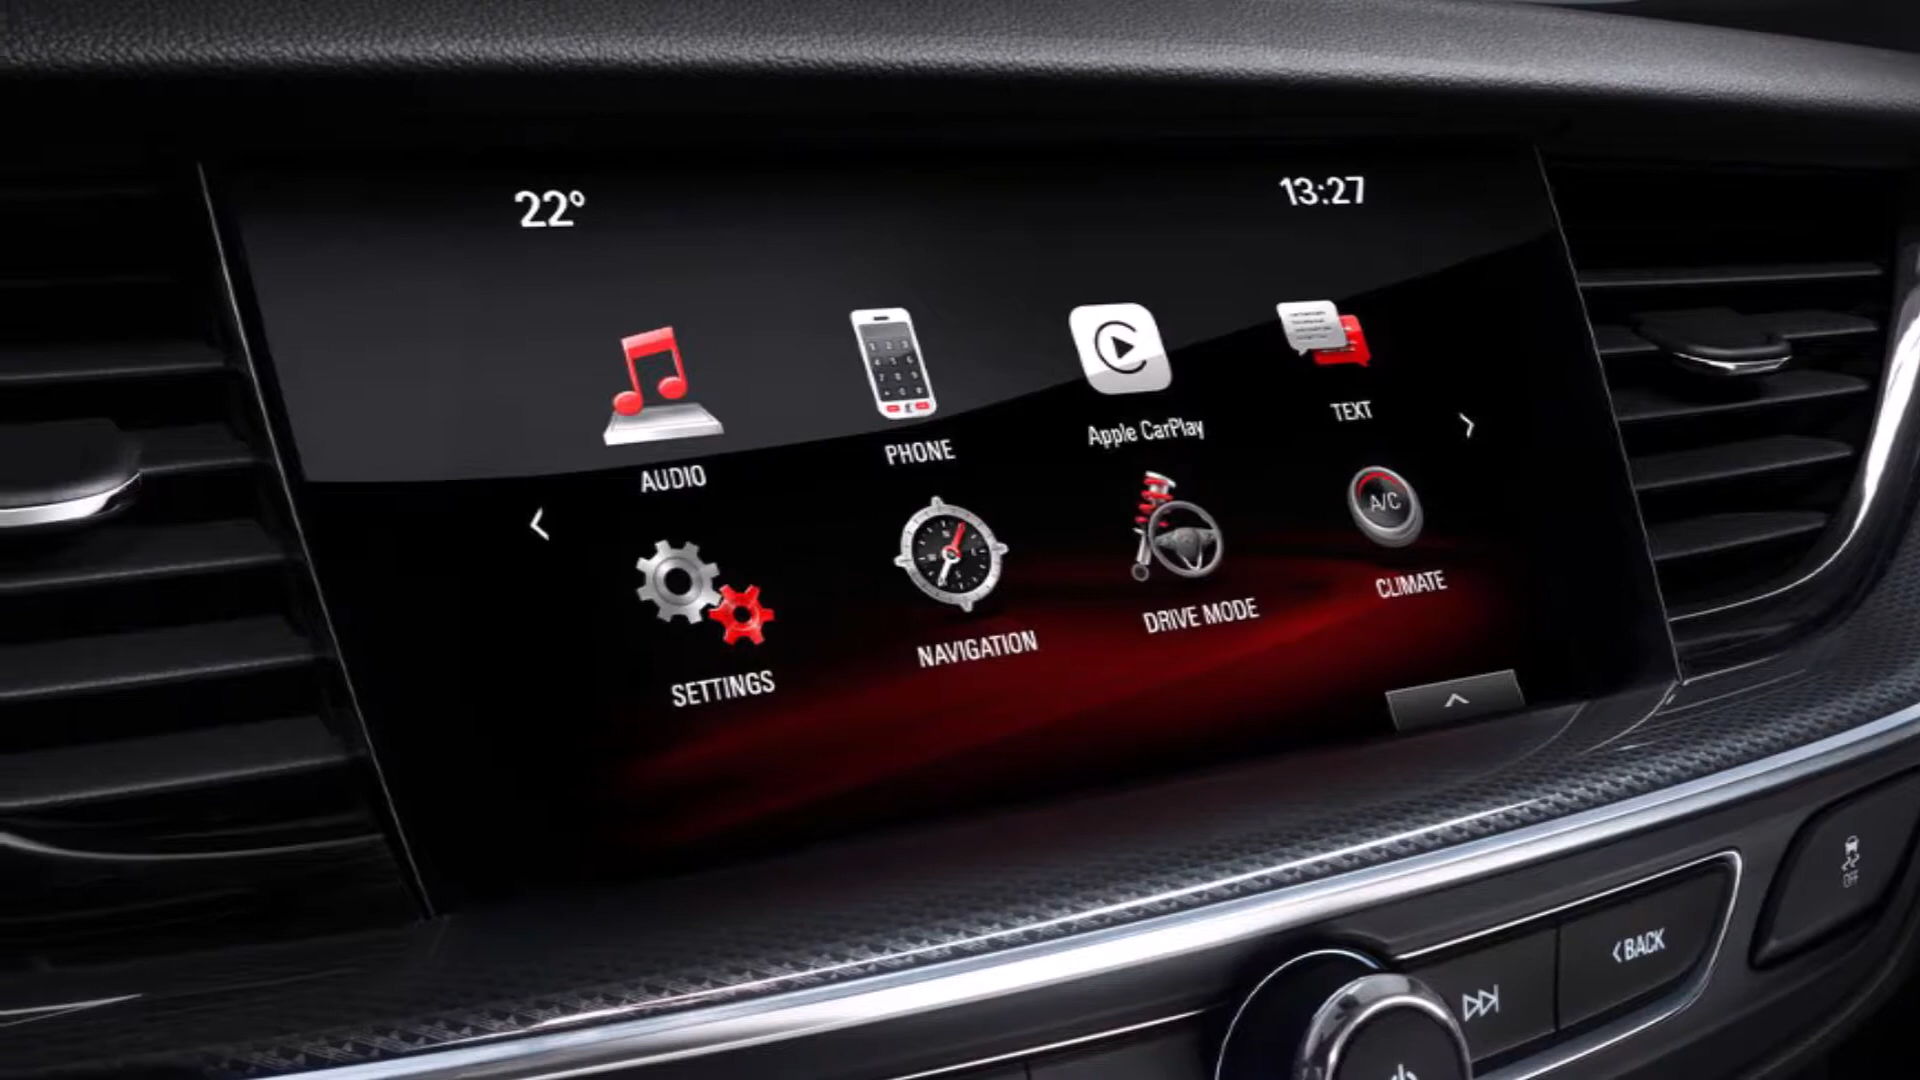 22°
13:27
AUDIO
PHONE
Apple CarPlay
TEXT
SETTINGS
NAVIGATION
DRIVE MODE
A/C
CLIMATE
BACK